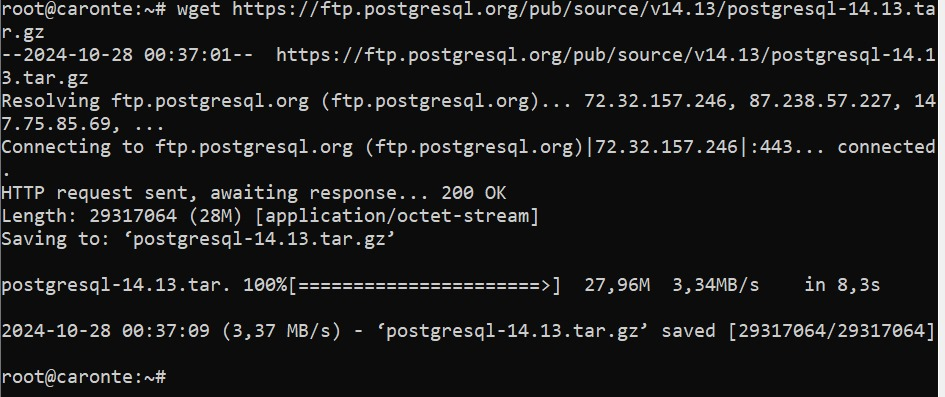 root@caronte:~# wget https://ftp.postgresql.org/pub/source/v14.13/postgresql-14.13.ta
r.gz
--2024-10-28 00:37:01--  https://ftp.postgresql.org/pub/source/v14.13/postgresql-14.1
3.tar.gz
Resolving ftp.postgresql.org (ftp.postgresql.org)... 72.32.157.246, 87.238.57.227, 14
7.75.85.69, ...
Connecting to ftp.postgresql.org (ftp.postgresql.org)|72.32.157.246|:443... connected
.
HTTP request sent, awaiting response... 200 OK
Length: 29317064 (28M) [application/octet-stream]
Saving to: ‘postgresql-14.13.tar.gz’
postgresql-14.13.tar. 100%[======================>]  27,96M  3,34MB/s    in 8,3s
2024-10-28 00:37:09 (3,37 MB/s) - ‘postgresql-14.13.tar.gz’ saved [29317064/29317064]
root@caronte:~#